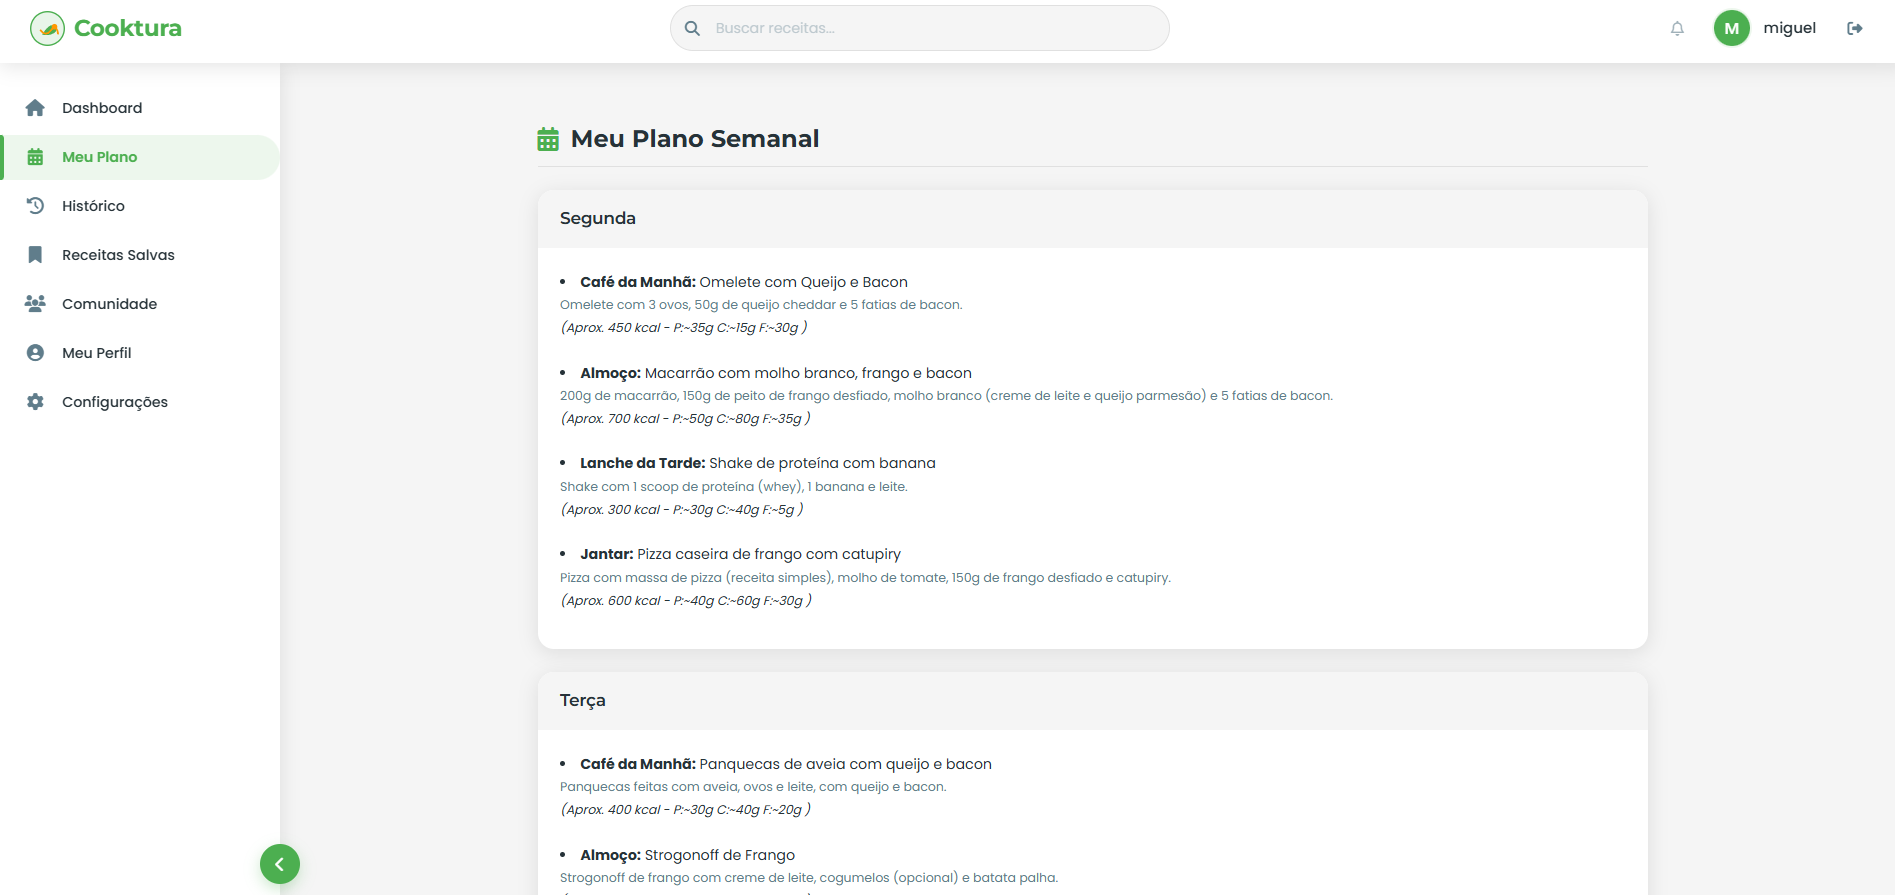 Cooktura
Buscar receitas...
M
miguel
Dashboard
Meu Plano
Histórico
Receitas Salvas
Comunidade
Meu Perfil
Configurações
Meu Plano Semanal
Segunda
• Café da Manhã: Omelete com Queijo e Bacon
Omelete com 3 ovos, 50g de queijo cheddar e 5 fatias de bacon.
(Aprox. 450 kcal - P:~35g C:~15g F:~30g )
• Almoço: Macarrão com molho branco, frango e bacon
200g de macarrão, 150g de peito de frango desfiado, molho branco (creme de leite e queijo parmesão) e 5 fatias de bacon.
(Aprox. 700 kcal - P:~50g C:~80g F:~35g )
• Lanche da Tarde: Shake de proteína com banana
Shake com 1 scoop de proteína (whey), 1 banana e leite.
(Aprox. 300 kcal - P:~30g C:~40g F:~5g )
• Jantar: Pizza caseira de frango com catupiry
Pizza com massa de pizza (receita simples), molho de tomate, 150g de frango desfiado e catupiry.
(Aprox. 600 kcal - P:~40g C:~60g F:~30g )
Terça
• Café da Manhã: Panquecas de aveia com queijo e bacon
Panquecas feitas com aveia, ovos e leite, com queijo e bacon.
(Aprox. 400 kcal - P:~30g C:~40g F:~20g )
• Almoço: Strogonoff de Frango
Strogonoff de frango com creme de leite, cogumelos (opcional) e batata palha.